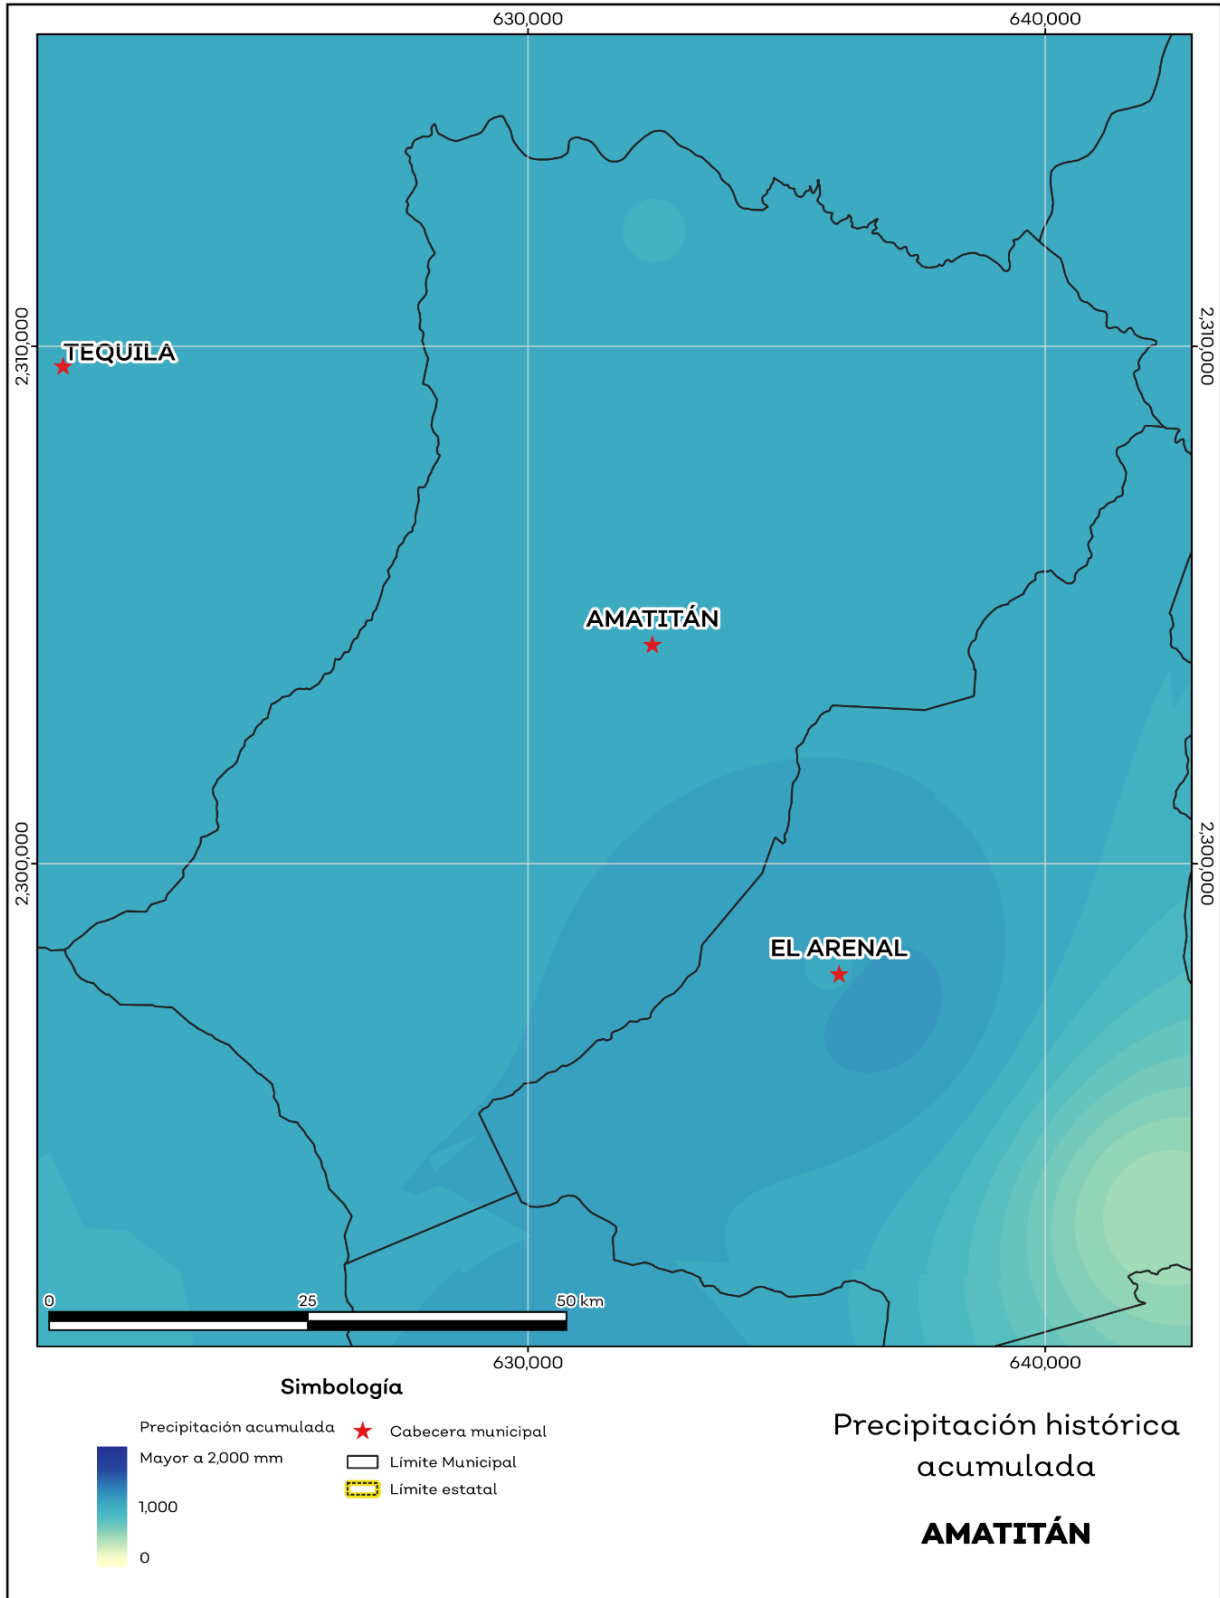 630,000
640,000
2,310,000
2,310,000
TEQUILA
AMATITÁN
2,300,000
2,300,000
EL ARENAL
0
25
50 km
630,000
640,000
Simbología
Precipitación acumulada
Mayor a 2,000 mm
1,000
0
Cabecera municipal
Límite Municipal
Límite estatal
Precipitación histórica
acumulada
AMATITÁN